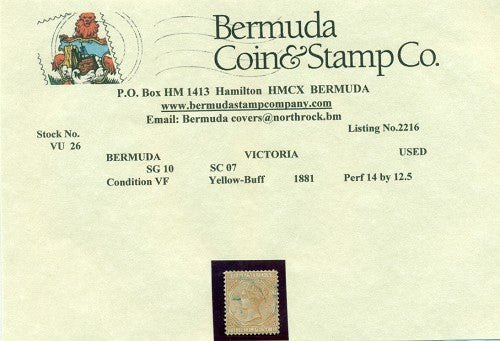 Bermuda
Coin&Stamp Co.
P.O. Box HM 1413 Hamilton HMCX BERMUDA
www.bermudastampcompany.com
Email: Bermuda covers@northrock.bm
Stock No. Listing No.2216
VU 26
BERMUDA VICTORIA USED
SG 10 SC 07
Condition VF Yellow-Buff 1881 Perf 14 by 12.5
BERMUDA